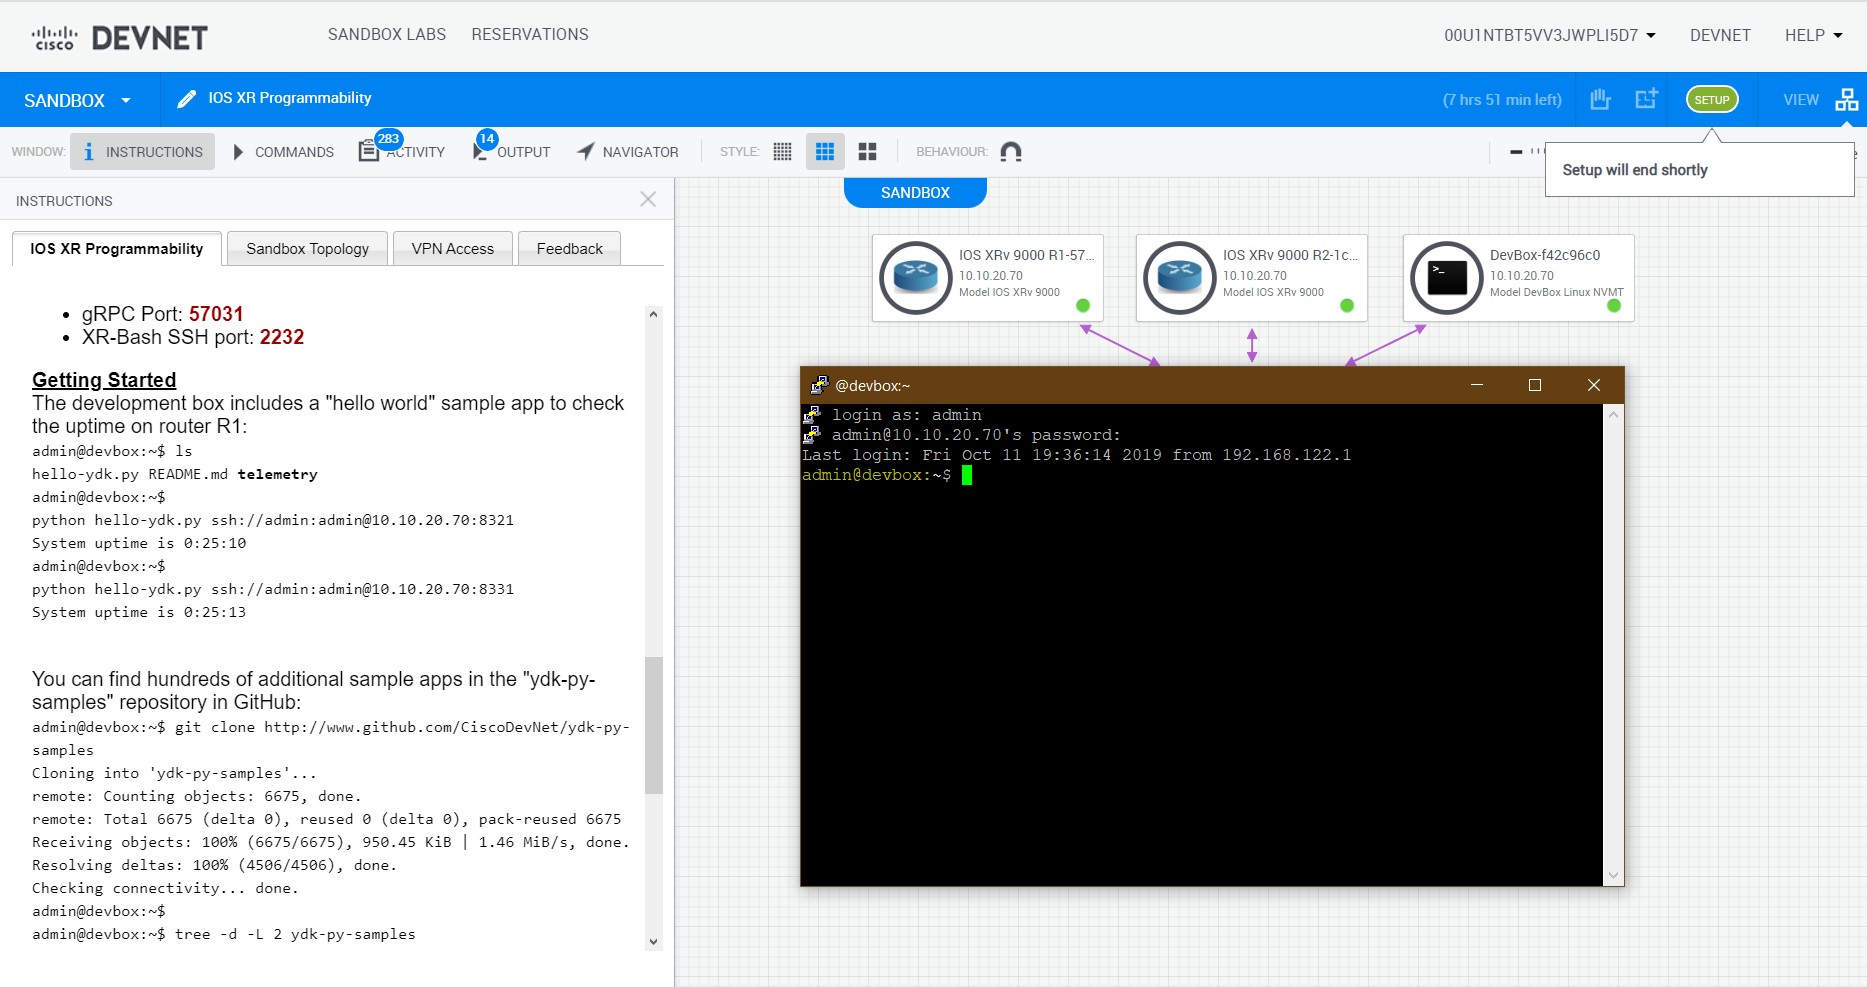 CISCO DEVNET SANDBOX LABS RESERVATIONS 00U1NTBT5VV3JWPLI5D7 DEVNET HELP
SANDBOX IOS XR Programmability (7 hrs 51 min left) SETUP VIEW
WINDOW: i INSTRUCTIONS COMMANDS 283 ACTIVITY 14 OUTPUT NAVIGATOR STYLE: BEHAVIOUR:
Setup will end shortly
INSTRUCTIONS
IOS XR Programmability Sandbox Topology VPN Access Feedback
• gRPC Port: 57031
• XR-Bash SSH port: 2232
Getting Started
The development box includes a "hello world" sample app to check
the uptime on router R1:
admin@devbox:~$ ls
hello-ydk.py README.md telemetry
admin@devbox:~$
python hello-ydk.py ssh://admin:admin@10.10.20.70:8321
System uptime is 0:25:10
admin@devbox:~$
python hello-ydk.py ssh://admin:admin@10.10.20.70:8331
System uptime is 0:25:13
You can find hundreds of additional sample apps in the "ydk-py-
samples" repository in GitHub:
admin@devbox:~$ git clone http://www.github.com/CiscoDevNet/ydk-py-
samples
Cloning into 'ydk-py-samples'...
remote: Counting objects: 6675, done.
remote: Total 6675 (delta 0), reused 0 (delta 0), pack-reused 6675
Receiving objects: 100% (6675/6675), 950.45 KiB | 1.46 MiB/s, done.
Resolving deltas: 100% (4506/4506), done.
Checking connectivity... done.
admin@devbox:~$
admin@devbox:~$ tree -d -L 2 ydk-py-samples
SANDBOX
IOS XRv 9000 R1-57...
10.10.20.70
Model IOS XRv 9000
IOS XRv 9000 R2-1c...
10.10.20.70
Model IOS XRv 9000
>_
DevBox-f42c96c0
10.10.20.70
Model DevBox Linux NVMT
@devbox:~
login as: admin
admin@10.10.20.70's password:
Last login: Fri Oct 11 19:36:14 2019 from 192.168.122.1
admin@devbox:~$